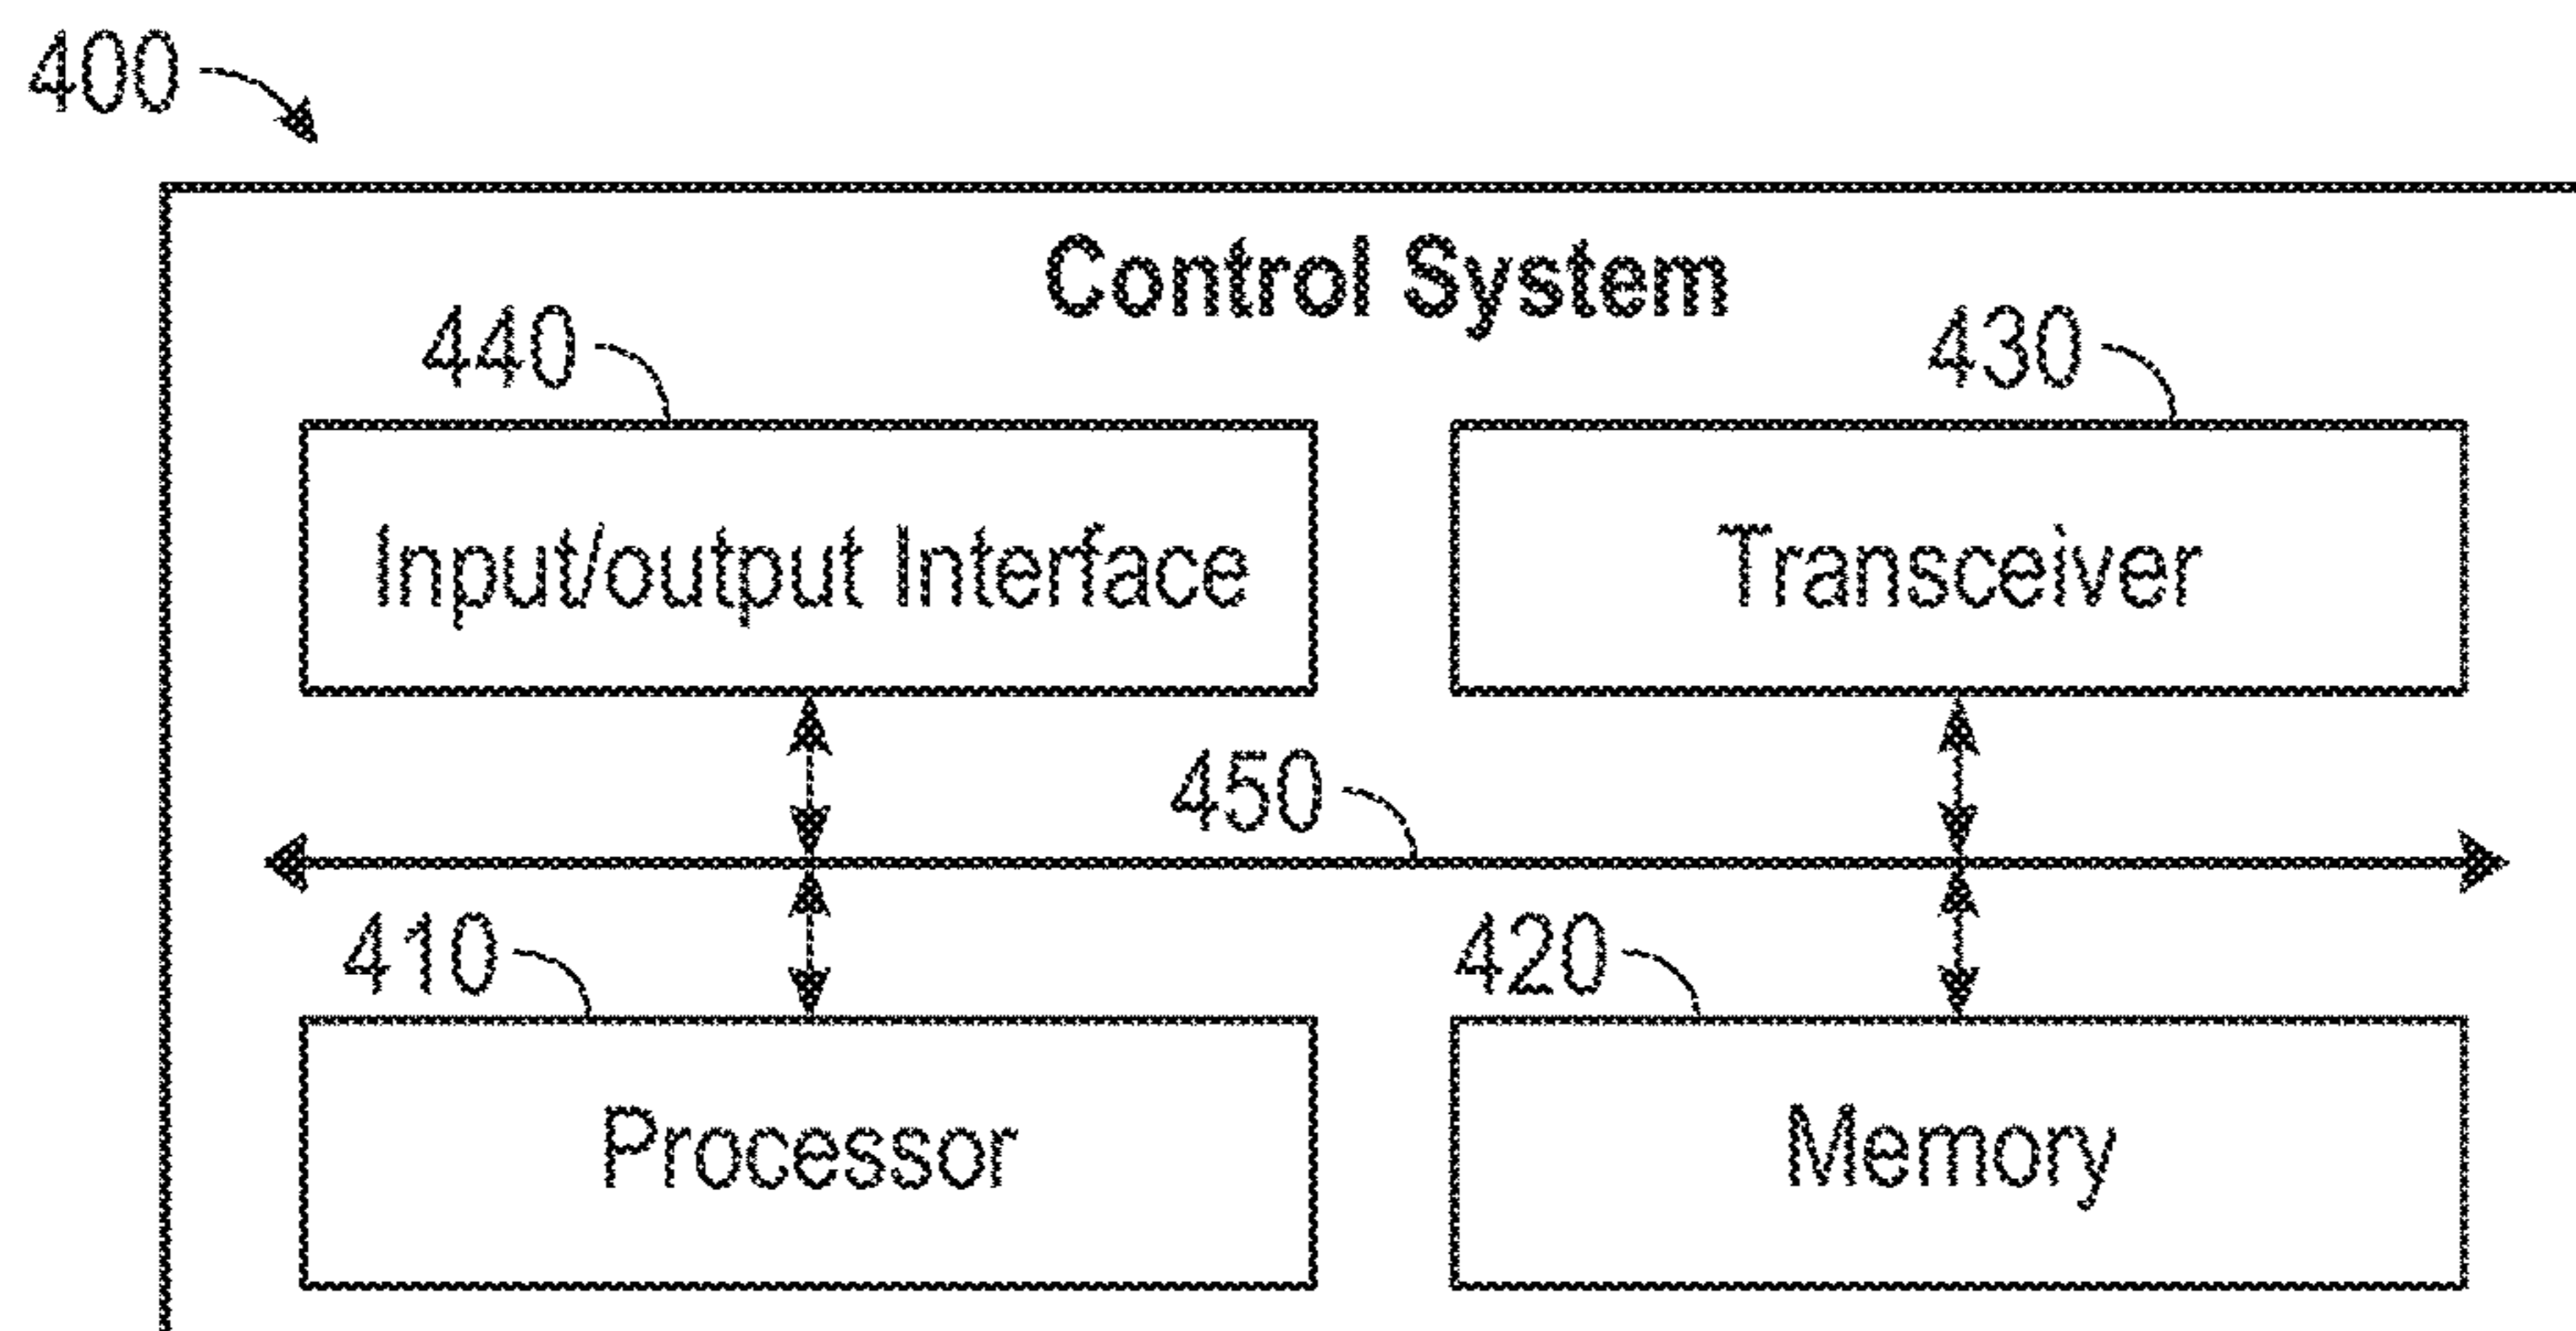 400
Control System
440
430
Input/output Interface
Transceiver
450
410
420
Processor
Memory